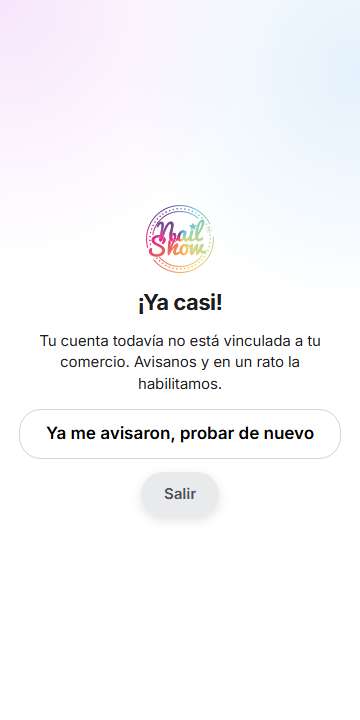 Nail
Show
¡Ya casi!
Tu cuenta todavía no está vinculada a tu
comercio. Avisanos y en un rato la
habilitamos.
Ya me avisaron, probar de nuevo
Salir